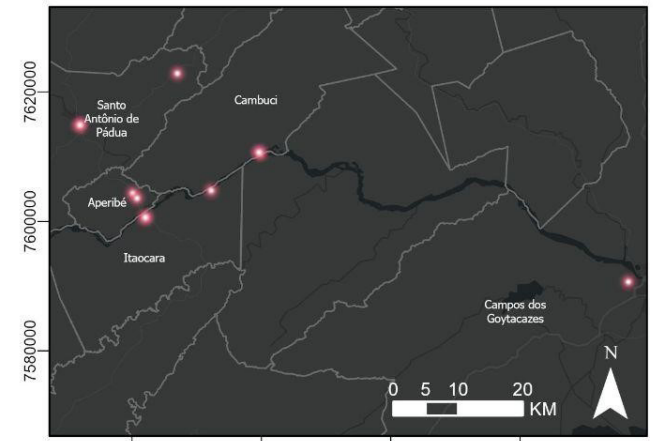 7620000
7600000
7580000
Santo
Antônio de
Pádua
Cambuci
Aperibé
Itaocara
Campos dos
Goytacazes
N
0 5 10 20
KM